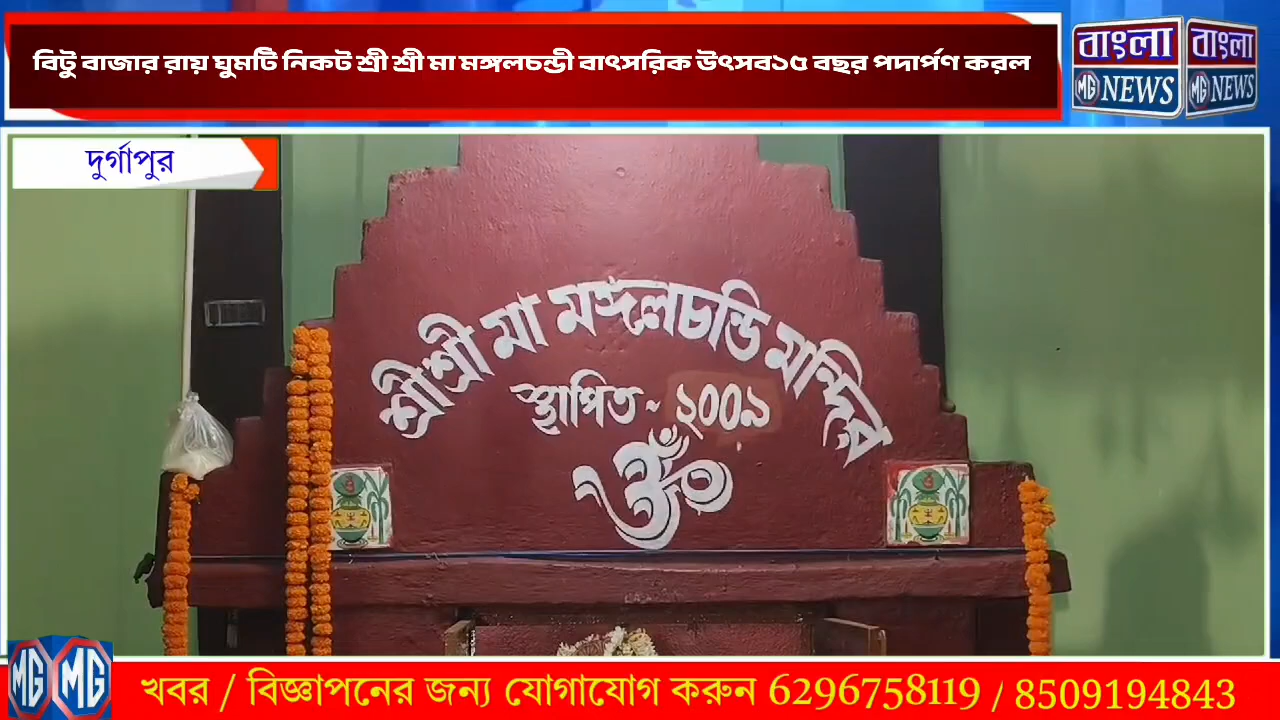 বিটু বাজার রায় ঘুমটি নিকট শ্রী শ্রী মা মঙ্গলচন্ডী বাৎসরিক উৎসব১৫ বছর পদার্পণ করল
বাংলা বাংলা
MG NEWS MG NEWS
দুর্গাপুর
শ্রীশ্রী মা মঙ্গলচন্ডি মন্দির
স্থাপিত ~ ২০০৯
ওঁ
MG MG
খবর / বিজ্ঞাপনের জন্য যোগাযোগ করুন 6296758119 / 8509194843